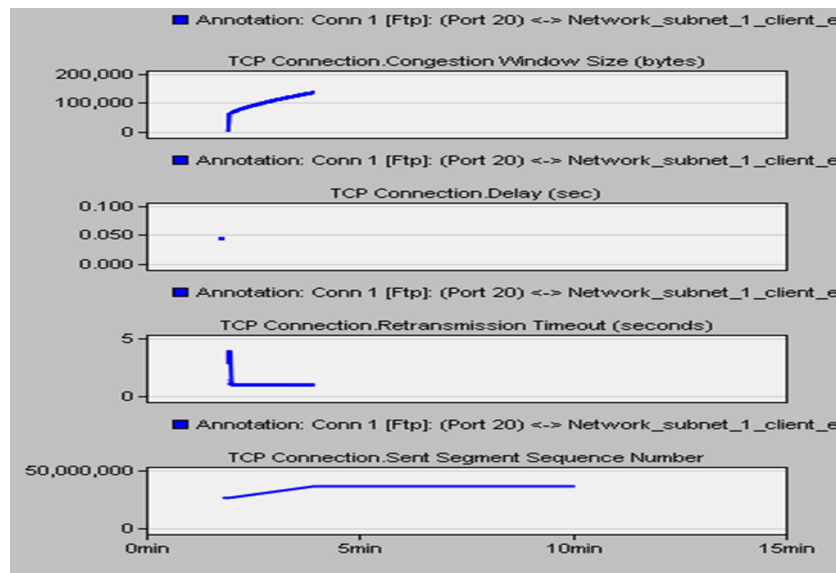 Annotation: Conn 1 [Ftp]: (Port 20) <-> Network_subnet_1_client_e
TCP Connection.Congestion Window Size (bytes)
200,000
100,000
0
Annotation: Conn 1 [Ftp]: (Port 20) <-> Network_subnet_1_client_e
TCP Connection.Delay (sec)
0.100
0.050
0.000
Annotation: Conn 1 [Ftp]: (Port 20) <-> Network_subnet_1_client_e
TCP Connection.Retransmission Timeout (seconds)
5
0
Annotation: Conn 1 [Ftp]: (Port 20) <-> Network_subnet_1_client_e
TCP Connection.Sent Segment Sequence Number
50,000,000
0
0min 5min 10min 15min